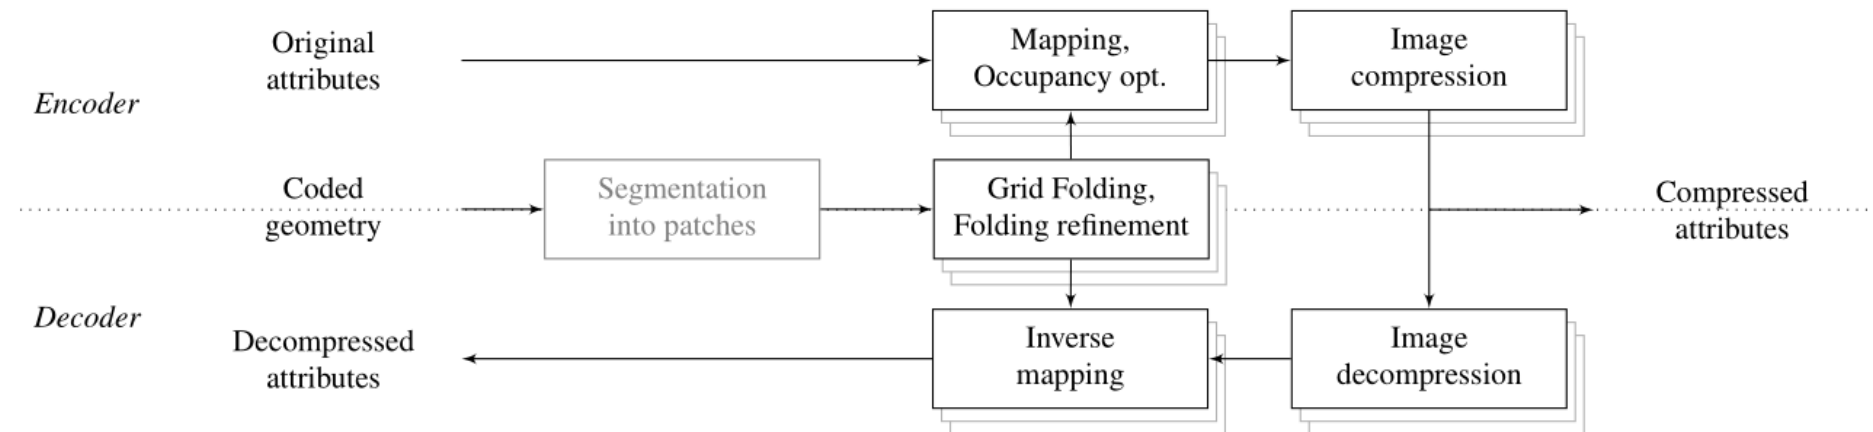 Original
attributes
Mapping,
Occupancy opt.
Image
compression
Encoder
Coded
geometry
Segmentation
into patches
Grid Folding,
Folding refinement
Compressed
attributes
Decoder
Decompressed
attributes
Inverse
mapping
Image
decompression